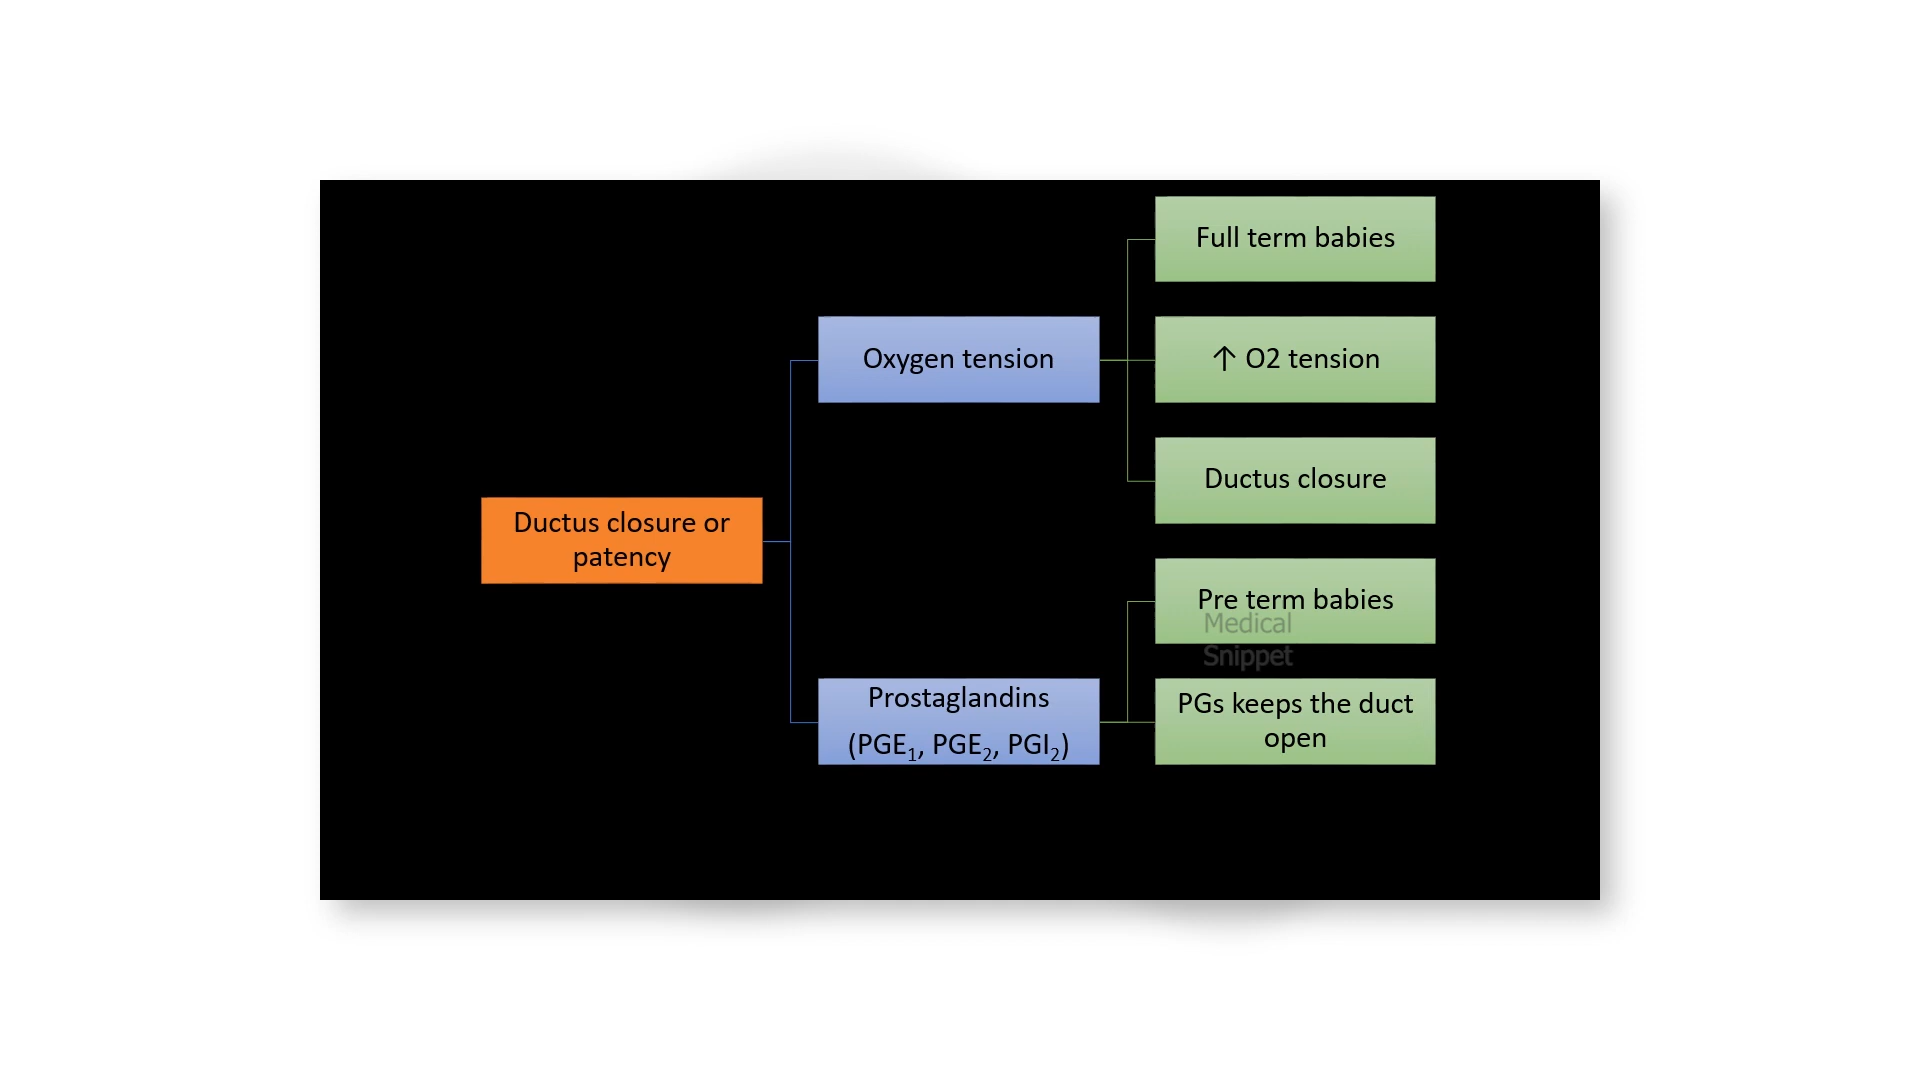 Ductus closure or
patency
Oxygen tension
Full term babies
↑ O2 tension
Ductus closure
Prostaglandins
(PGE₁, PGE₂, PGI₂)
Pre term babies
PGs keeps the duct
open
Medical
Snippet